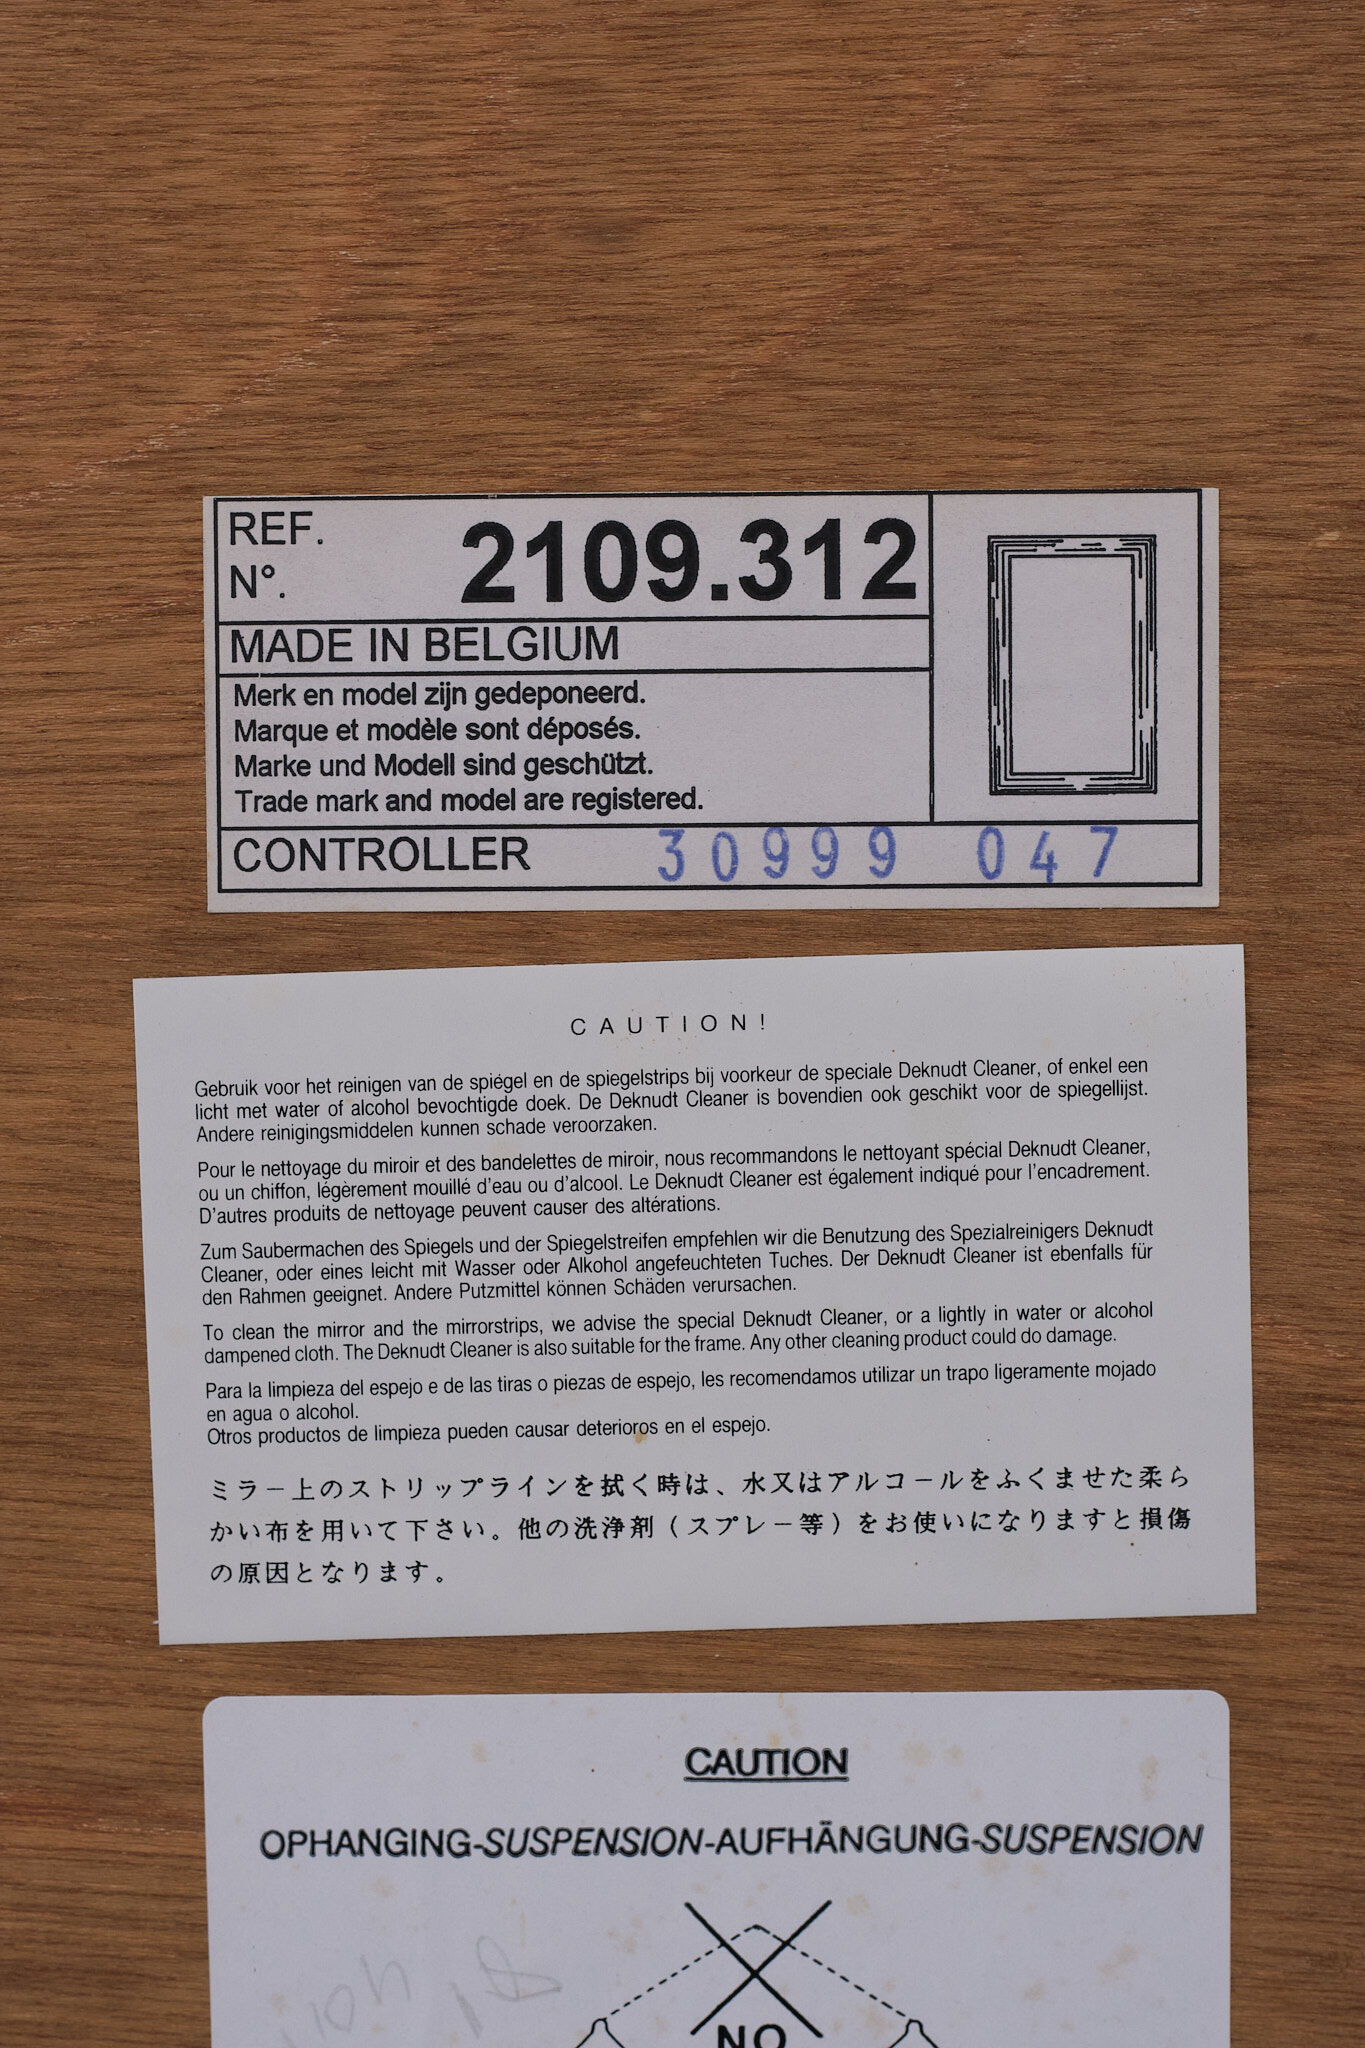 REF.
N°.
2109.312
MADE IN BELGIUM
Merk en model zijn gedeponeerd.
Marque et modèle sont déposés.
Marke und Modell sind geschützt.
Trade mark and model are registered.
CONTROLLER 30999 047
CAUTION!
Gebruik voor het reinigen van de spiegel en de spiegelstrips bij voorkeur de speciale Deknudt Cleaner, of enkel een
licht met water of alcohol bevochtigde doek. De Deknudt Cleaner is bovendien ook geschikt voor de spiegellijst.
Andere reinigingsmiddelen kunnen schade veroorzaken.
Pour le nettoyage du miroir et des bandelettes de miroir, nous recommandons le nettoyant spécial Deknudt Cleaner,
ou un chiffon, légèrement mouillé d'eau ou d'alcool. Le Deknudt Cleaner est également indiqué pour l'encadrement.
D'autres produits de nettoyage peuvent causer des altérations.
Zum Saubermachen des Spiegels und der Spiegelstreifen empfehlen wir die Benutzung des Spezialreinigers Deknudt
Cleaner, oder eines leicht mit Wasser oder Alkohol angefeuchteten Tuches. Der Deknudt Cleaner ist ebenfalls für
den Rahmen geeignet. Andere Putzmittel können Schäden verursachen.
To clean the mirror and the mirrorstrips, we advise the special Deknudt Cleaner, or a lightly in water or alcohol
dampened cloth. The Deknudt Cleaner is also suitable for the frame. Any other cleaning product could do damage.
Para la limpieza del espejo e de las tiras o piezas de espejo, les recomendamos utilizar un trapo ligeramente mojado
en agua o alcohol.
Otros productos de limpieza pueden causar deterioros en el espejo.
ミラー上のストリップラインを拭く時は、水又はアルコールをふくませた柔ら
かい布を用いて下さい。他の洗浄剤（スプレー等）をお使いになりますと損傷
の原因となります。
CAUTION
OPHANGING-SUSPENSION-AUFHÄNGUNG-SUSPENSION
NO